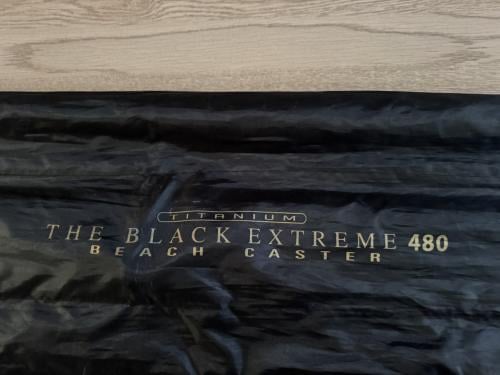 TITANIUM
THE BLACK EXTREME 480
BEACH CASTER